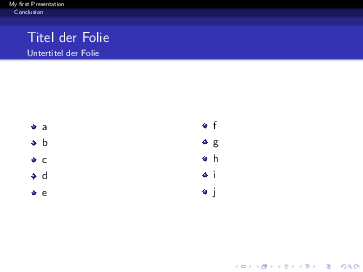 My first Presentation
Conclusion
Titel der Folie
Untertitel der Folie
a
b
c
d
e
f
g
h
i
j